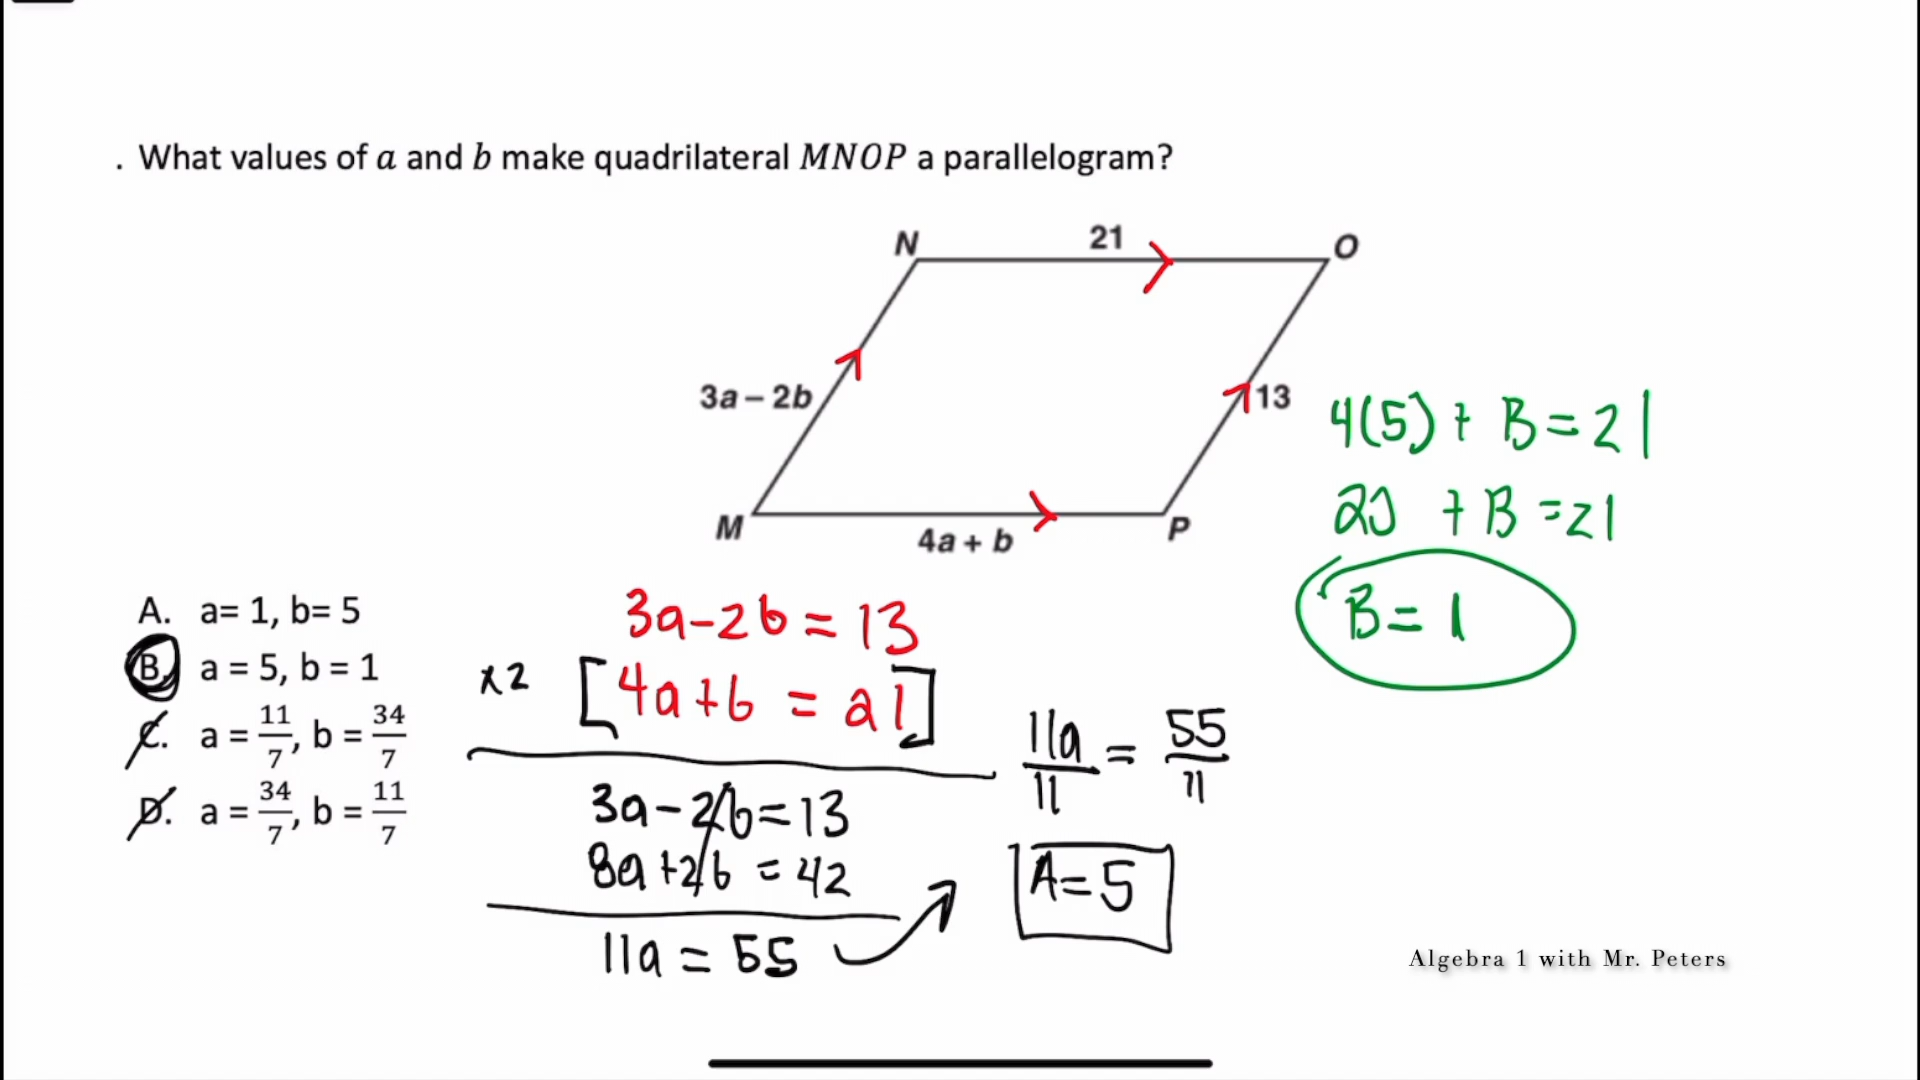 . What values of a and b make quadrilateral MNOP a parallelogram?
N 21 O
3a – 2b 13
M 4a + b P
4(5) + B = 21
20 + B = 21
B = 1
A. a= 1, b= 5
B. a = 5, b = 1
C. a = 11/7, b = 34/7
D. a = 34/7, b = 11/7
3a-2b = 13
x2 [4a+b = 21]
3a-2b=13
8a+2b = 42
11a = 55
11a/11 = 55/11
A=5
Algebra 1 with Mr. Peters